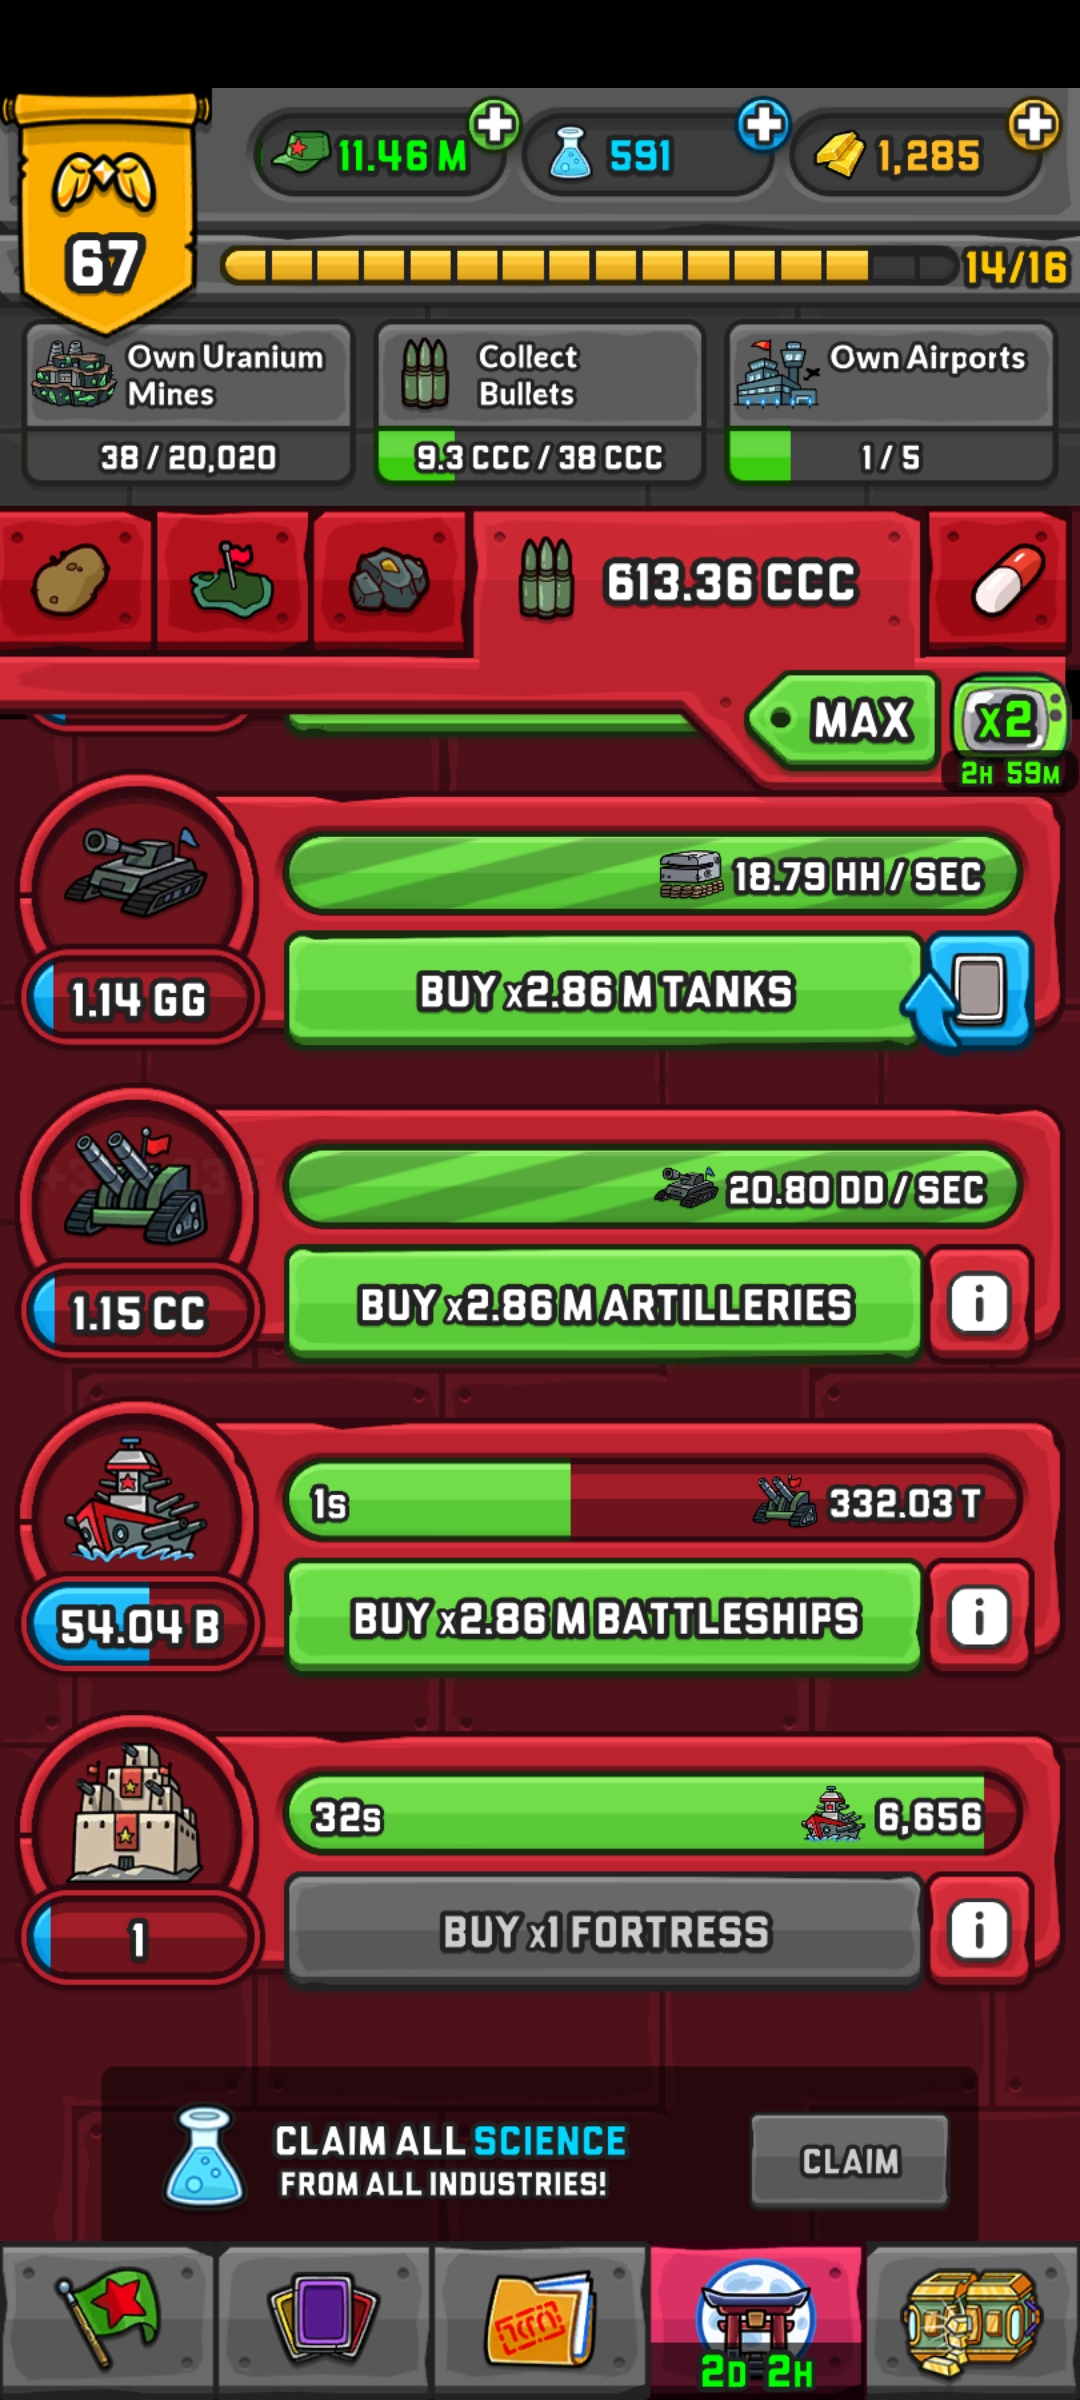 11.46 M
591
1,285
67
14/16
Own Uranium
Mines
38 / 20,020
Collect
Bullets
9.3 CCC / 38 CCC
Own Airports
1 / 5
613.36 CCC
MAX
x2
2H 59M
18.79 HH / SEC
1.14 GG
BUY x2.86 M TANKS
20.80 DD / SEC
1.15 CC
BUY x2.86 M ARTILLERIES
i
1s
332.03 T
54.04 B
BUY x2.86 M BATTLESHIPS
i
32s
6,656
1
BUY x1 FORTRESS
i
CLAIM ALL SCIENCE
FROM ALL INDUSTRIES!
CLAIM
2D 2H